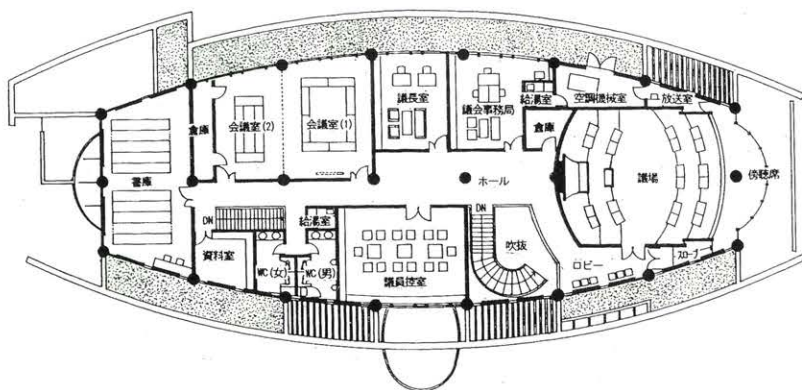 議長室
議会事務局
給湯室
空調機械室
放送室
倉庫
会議室(2)
会議室(1)
倉庫
書庫
ホール
議場
傍聴席
DN
給湯室
DN
吹抜
資料室
WC(女)
WC(男)
議員控室
ロビー
スロープ